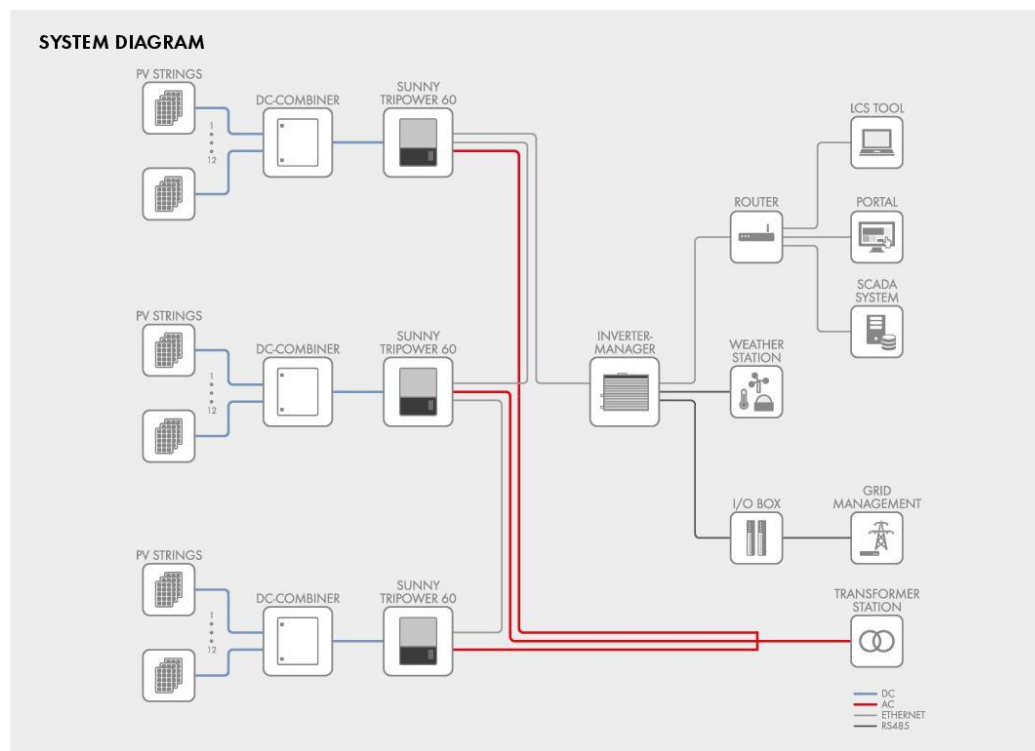 SYSTEM DIAGRAM
PV STRINGS
1
12
DC-COMBINER
SUNNY
TRIPOWER 60
LCS TOOL
ROUTER
PORTAL
SCADA
SYSTEM
PV STRINGS
1
12
DC-COMBINER
SUNNY
TRIPOWER 60
INVERTER-
MANAGER
WEATHER
STATION
I/O BOX
GRID
MANAGEMENT
PV STRINGS
1
12
DC-COMBINER
SUNNY
TRIPOWER 60
TRANSFORMER
STATION
DC
AC
ETHERNET
RS485